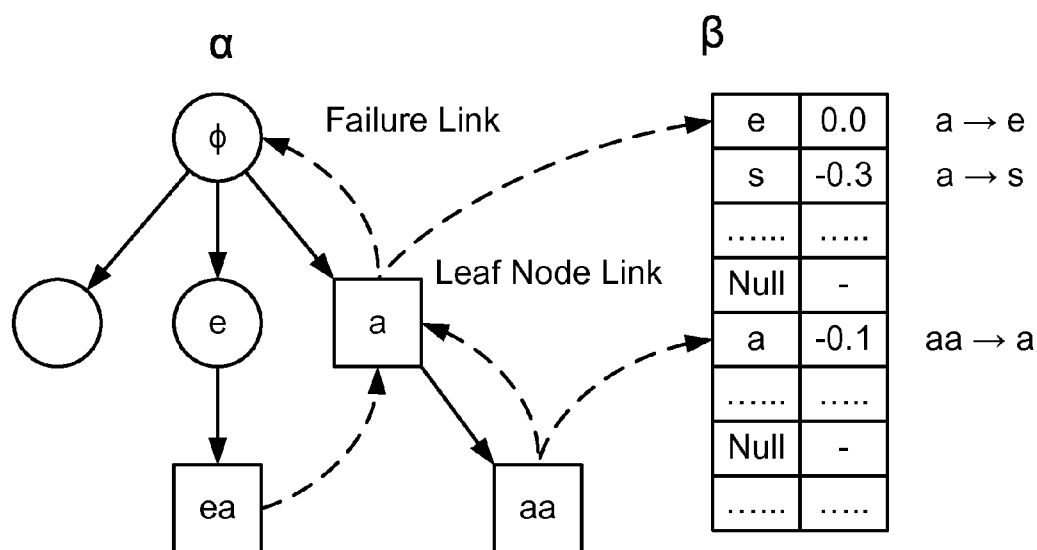 α
β
ϕ
Failure Link
e 0.0 a → e
s -0.3 a → s
...... .....
Leaf Node Link
Null -
e
a
a -0.1 aa → a
...... .....
Null -
ea
aa
...... .....